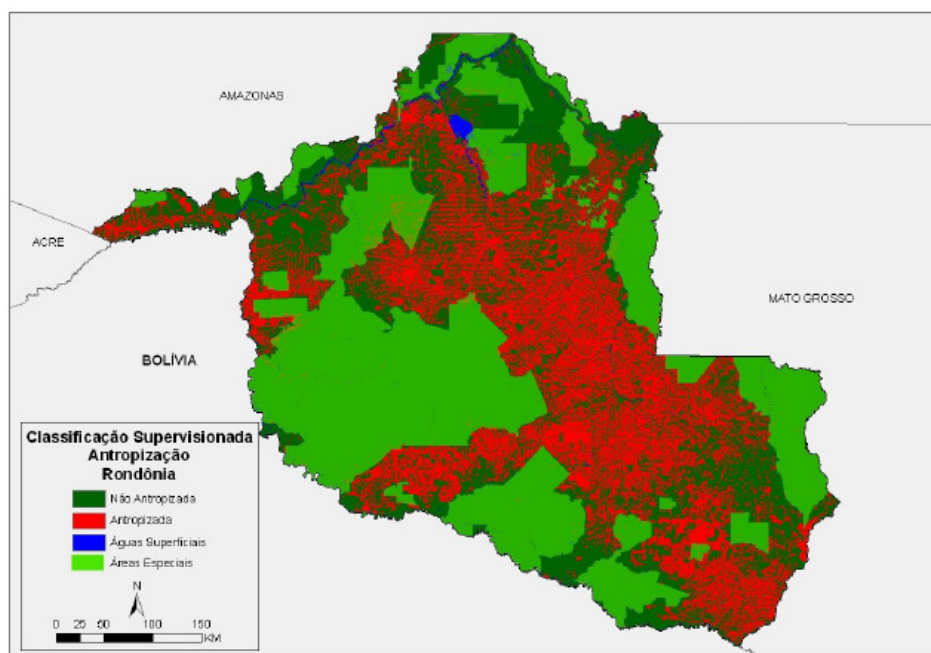 AMAZONAS
ACRE
MATO GROSSO
BOLÍVIA
Classificação Supervisionada
Antropização
Rondônia
Não Antropizada
Antropizada
Águas Superficiais
Áreas Especiais
N
0 25 50 100 150
KM